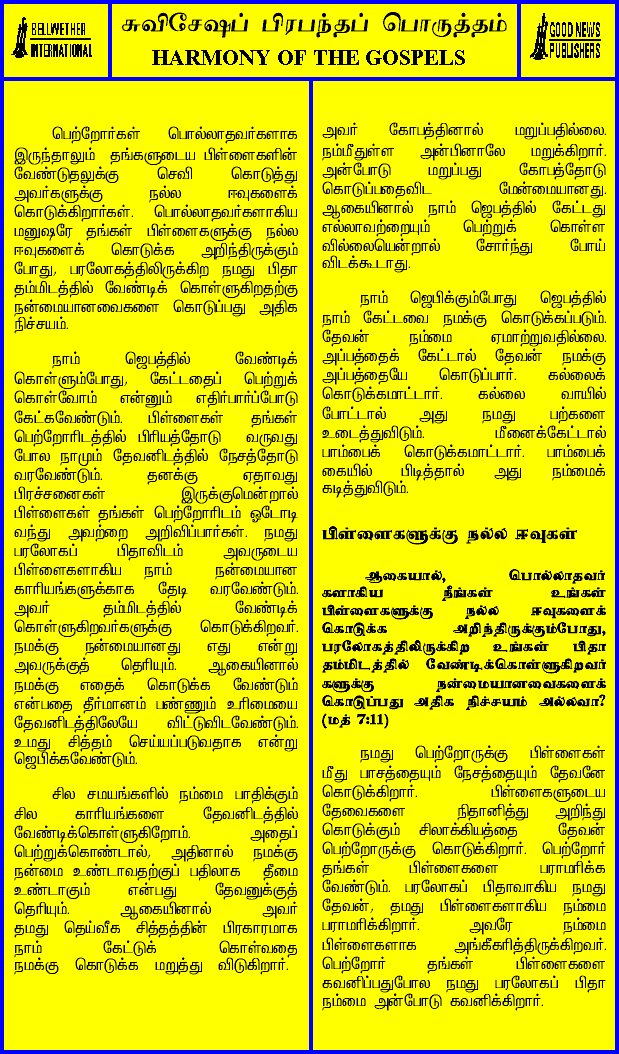 BELLWETHER
INTERNATIONAL
சுவிசேஷப் பிரபந்தப் பொருத்தம்
HARMONY OF THE GOSPELS
GOOD NEWS
PUBLISHERS
பெற்றோர்கள் பொல்லாதவர்களாக
இருந்தாலும் தங்களுடைய பிள்ளைகளின்
வேண்டுதலுக்கு செவி கொடுத்து
அவர்களுக்கு நல்ல ஈவுகளைக்
கொடுக்கிறார்கள். பொல்லாதவர்களாகிய
மனுஷரே தங்கள் பிள்ளைகளுக்கு நல்ல
ஈவுகளைக் கொடுக்க அறிந்திருக்கும்
போது, பரலோகத்திலிருக்கிற நமது பிதா
தம்மிடத்தில் வேண்டிக் கொள்ளுகிறதற்கு
நன்மையானவைகளை கொடுப்பது அதிக
நிச்சயம்.
நாம் ஜெபத்தில் வேண்டிக்
கொள்ளும்போது, கேட்டதைப் பெற்றுக்
கொள்வோம் என்னும் எதிர்பார்ப்போடு
கேட்கவேண்டும். பிள்ளைகள் தங்கள்
பெற்றோரிடத்தில் பிரியத்தோடு வருவது
போல நாமும் தேவனிடத்தில் நேசத்தோடு
வரவேண்டும். தனக்கு ஏதாவது
பிரச்சனைகள் இருக்குமென்றால்
பிள்ளைகள் தங்கள் பெற்றோரிடம் ஓடோடி
வந்து அவற்றை அறிவிப்பார்கள். நமது
பரலோகப் பிதாவிடம் அவருடைய
பிள்ளைகளாகிய நாம் நன்மையான
காரியங்களுக்காக தேடி வரவேண்டும்.
அவர் தம்மிடத்தில் வேண்டிக்
கொள்ளுகிறவர்களுக்கு கொடுக்கிறவர்.
நமக்கு நன்மையானது எது என்று
அவருக்குத் தெரியும். ஆகையினால்
நமக்கு எதைக் கொடுக்க வேண்டும்
என்பதை தீர்மானம் பண்ணும் உரிமையை
தேவனிடத்திலேயே விட்டுவிடவேண்டும்.
உமது சித்தம் செய்யப்படுவதாக என்று
ஜெபிக்கவேண்டும்.
சில சமயங்களில் நம்மை பாதிக்கும்
சில காரியங்களை தேவனிடத்தில்
வேண்டிக்கொள்ளுகிறோம். அதைப்
பெற்றுக்கொண்டால், அதினால் நமக்கு
நன்மை உண்டாவதற்குப் பதிலாக தீமை
உண்டாகும் என்பது தேவனுக்குத்
தெரியும். ஆகையினால் அவர்
தமது தெய்வீக சித்தத்தின் பிரகாரமாக
நாம் கேட்டுக் கொள்வதை
நமக்கு கொடுக்க மறுத்து விடுகிறார்.
அவர் கோபத்தினால் மறுப்பதில்லை.
நம்மீதுள்ள அன்பினாலே மறுக்கிறார்.
அன்போடு மறுப்பது கோபத்தோடு
கொடுப்பதைவிட மேன்மையானது.
ஆகையினால் நாம் ஜெபத்தில் கேட்டது
எல்லாவற்றையும் பெற்றுக் கொள்ள
வில்லையென்றால் சோர்ந்து போய்
விடக்கூடாது.
நாம் ஜெபிக்கும்போது ஜெபத்தில்
நாம் கேட்டவை நமக்கு கொடுக்கப்படும்.
தேவன் நம்மை ஏமாற்றுவதில்லை.
அப்பத்தைக் கேட்டால் தேவன் நமக்கு
அப்பத்தையே கொடுப்பார். கல்லைக்
கொடுக்கமாட்டார். கல்லை வாயில்
போட்டால் அது நமது பற்களை
உடைத்துவிடும். மீனைக்கேட்டால்
பாம்பைக் கொடுக்கமாட்டார். பாம்பைக்
கையில் பிடித்தால் அது நம்மைக்
கடித்துவிடும்.
பிள்ளைகளுக்கு நல்ல ஈவுகள்
ஆகையால், பொல்லாதவர்
களாகிய நீங்கள் உங்கள்
பிள்ளைகளுக்கு நல்ல ஈவுகளைக்
கொடுக்க அறிந்திருக்கும்போது,
பரலோகத்திலிருக்கிற உங்கள் பிதா
தம்மிடத்தில் வேண்டிக்கொள்ளுகிறவர்
களுக்கு நன்மையானவைகளைக்
கொடுப்பது அதிக நிச்சயம் அல்லவா?
(மத் 7:11)
நமது பெற்றோருக்கு பிள்ளைகள்
மீது பாசத்தையும் நேசத்தையும் தேவனே
கொடுக்கிறார். பிள்ளைகளுடைய
தேவைகளை நிதானித்து அறிந்து
கொடுக்கும் சிலாக்கியத்தை தேவன்
பெற்றோருக்கு கொடுக்கிறார். பெற்றோர்
தங்கள் பிள்ளைகளை பராமரிக்க
வேண்டும். பரலோகப் பிதாவாகிய நமது
தேவன், தமது பிள்ளைகளாகிய நம்மை
பராமரிக்கிறார். அவரே நம்மை
பிள்ளைகளாக அங்கீகரித்திருக்கிறவர்.
பெற்றோர் தங்கள் பிள்ளைகளை
கவனிப்பதுபோல நமது பரலோகப் பிதா
நம்மை அன்போடு கவனிக்கிறார்.